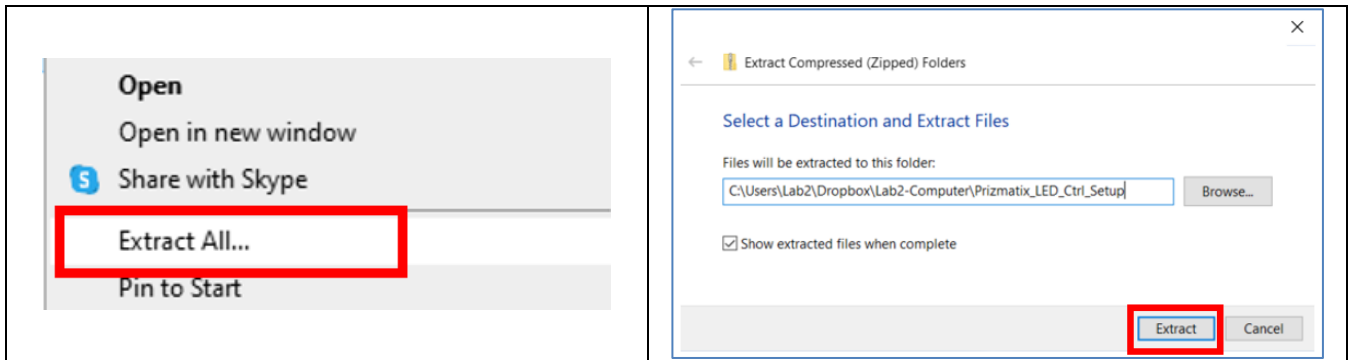 Open
Open in new window
Share with Skype
Extract All...
Pin to Start
Extract Compressed (Zipped) Folders
Select a Destination and Extract Files
Files will be extracted to this folder:
C:\Users\Lab2\Dropbox\Lab2-Computer\Prizmatix_LED_Ctrl_Setup
Browse...
Show extracted files when complete
Extract
Cancel